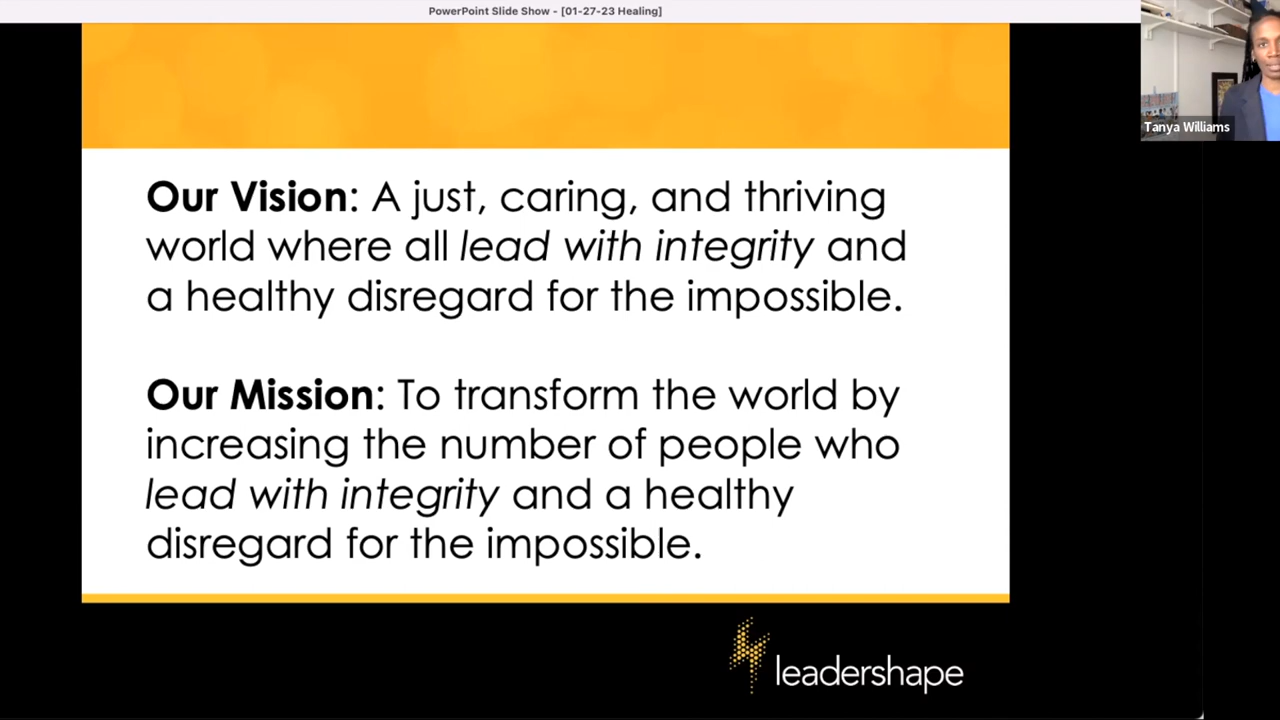 PowerPoint Slide Show - [01-27-23 Healing]
Tanya Williams
Our Vision: A just, caring, and thriving
world where all lead with integrity and
a healthy disregard for the impossible.
Our Mission: To transform the world by
increasing the number of people who
lead with integrity and a healthy
disregard for the impossible.
leadershape